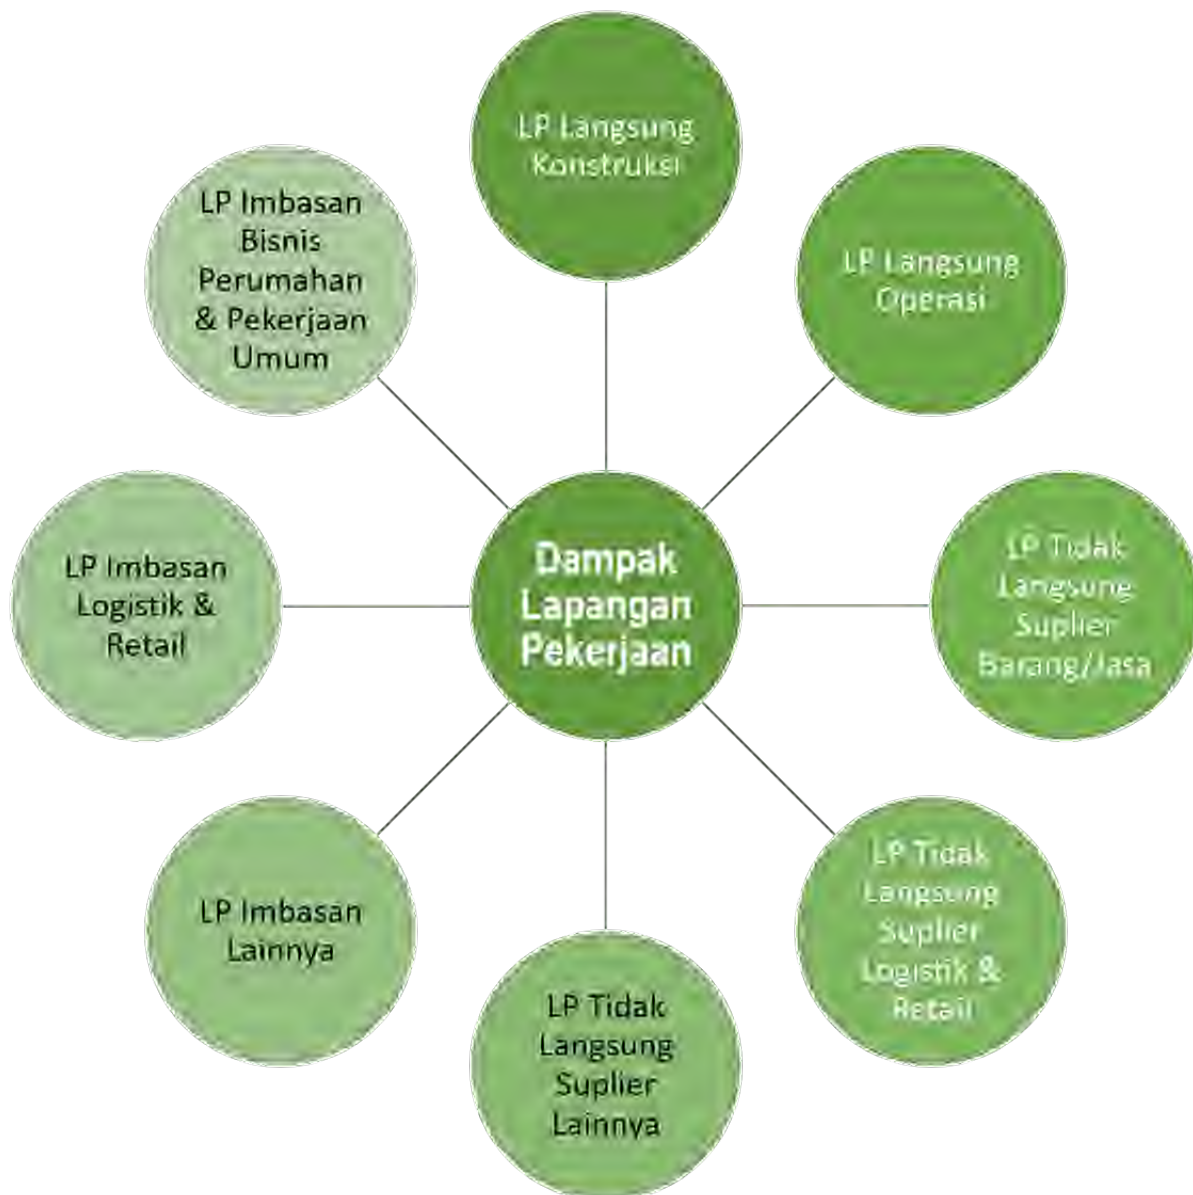 Dampak
Lapangan
Pekerjaan
LP Langsung
Konstruksi
LP Langsung
Operasi
LP Tidak
Langsung
Suplier
Barang/Jasa
LP Tidak
Langsung
Suplier
Logistik &
Retail
LP Tidak
Langsung
Suplier
Lainnya
LP Imbasan
Lainnya
LP Imbasan
Logistik &
Retail
LP Imbasan
Bisnis
Perumahan
& Pekerjaan
Umum